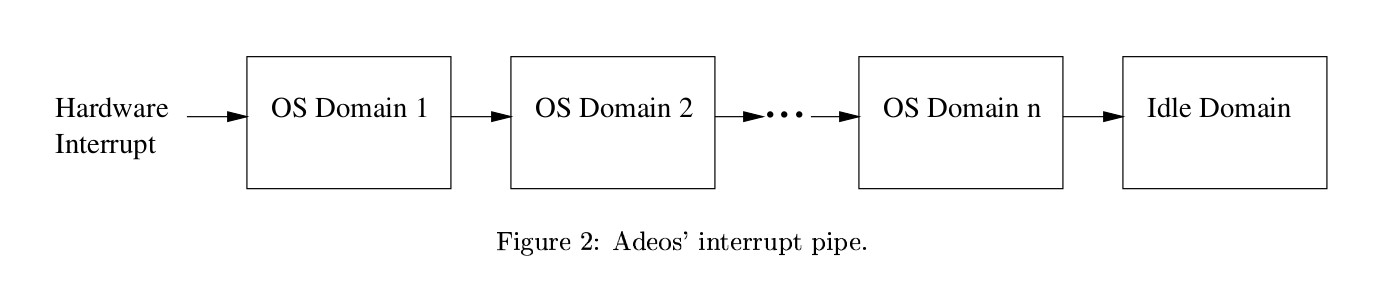 Hardware
Interrupt
OS Domain 1
OS Domain 2
...
OS Domain n
Idle Domain
Figure 2: Adeos' interrupt pipe.